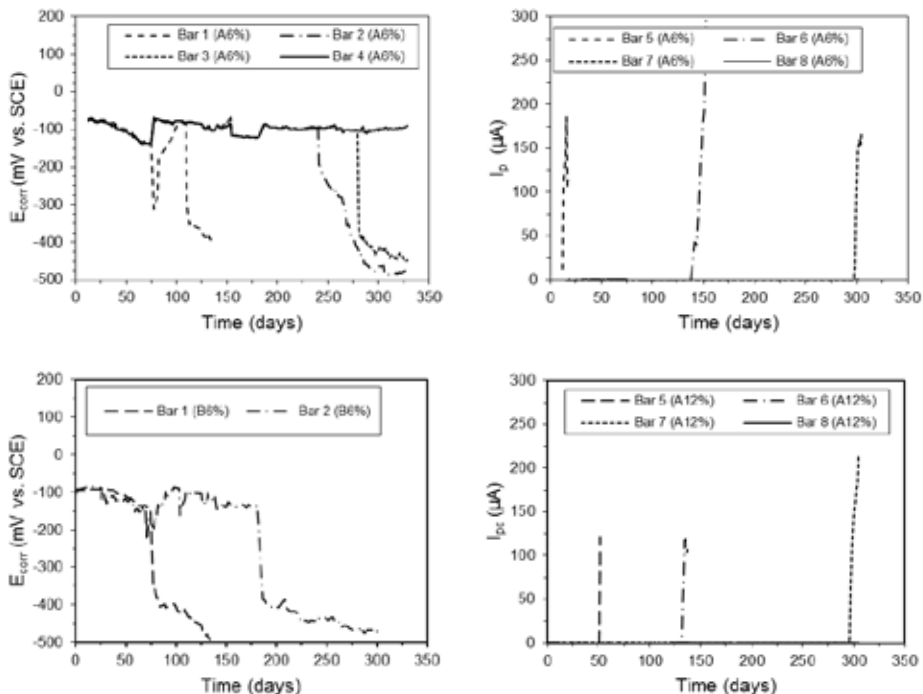 200
100
0
-100
-200
-300
-400
-500
E_corr (mV vs. SCE)
Bar 1 (A6%) Bar 2 (A6%)
Bar 3 (A6%) Bar 4 (A6%)
0 50 100 150 200 250 300 350
Time (days)
300
250
200
150
100
50
0
I_p (µA)
Bar 5 (A6%) Bar 6 (A6%)
Bar 7 (A6%) Bar 8 (A6%)
0 50 100 150 200 250 300 350
Time (days)
200
100
0
-100
-200
-300
-400
-500
E_corr (mV vs. SCE)
Bar 1 (B6%) Bar 2 (B6%)
0 50 100 150 200 250 300 350
Time (days)
300
250
200
150
100
50
0
(µA)
Bar 5 (A12%) Bar 6 (A12%)
Bar 7 (A12%) Bar 8 (A12%)
0 50 100 150 200 250 300 350
Time (days)